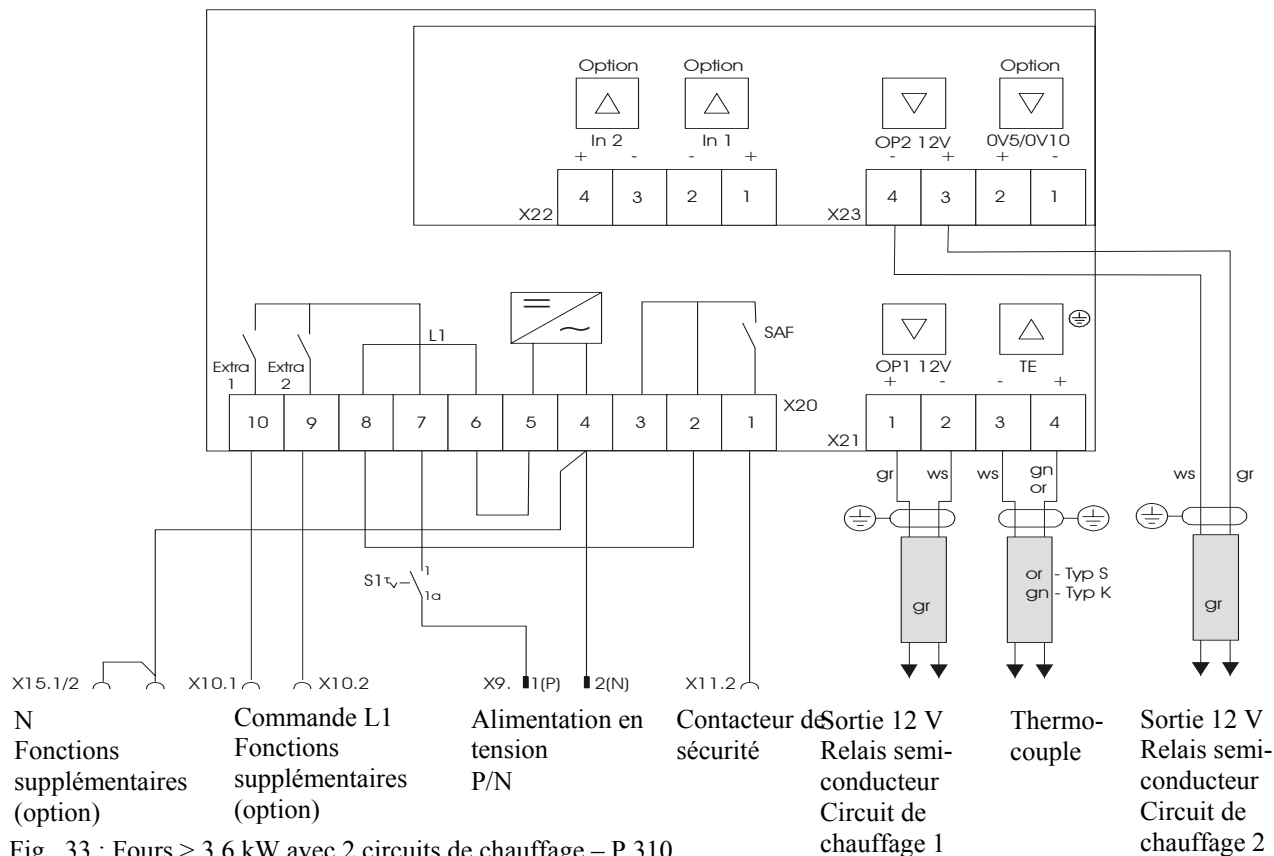 Option Option Option
In 2 In 1 OP2 12V 0V5/0V10
+ - - + - + + -
4 3 2 1 4 3 2 1
X22 X23
L1 SAF
Extra 1 Extra 2
OP1 12V TE
+ - - +
X20
10 9 8 7 6 5 4 3 2 1 1 2 3 4
X21
gr ws ws gn or ws gr
S1 1
1a
or - Typ S
gn - Typ K
gr gr
X15.1/2 X10.1 X10.2 X9. 1(P) 2(N) X11.2
N
Fonctions
supplémentaires
(option)
Commande L1
Fonctions
supplémentaires
(option)
Alimentation en
tension
P/N
Contacteur de
sécurité
Sortie 12 V
Relais semi-
conducteur
Circuit de
chauffage 1
Thermo-
couple
Sortie 12 V
Relais semi-
conducteur
Circuit de
chauffage 2
Fig. 33 : Fours > 3,6 kW avec 2 circuits de chauffage – P 310